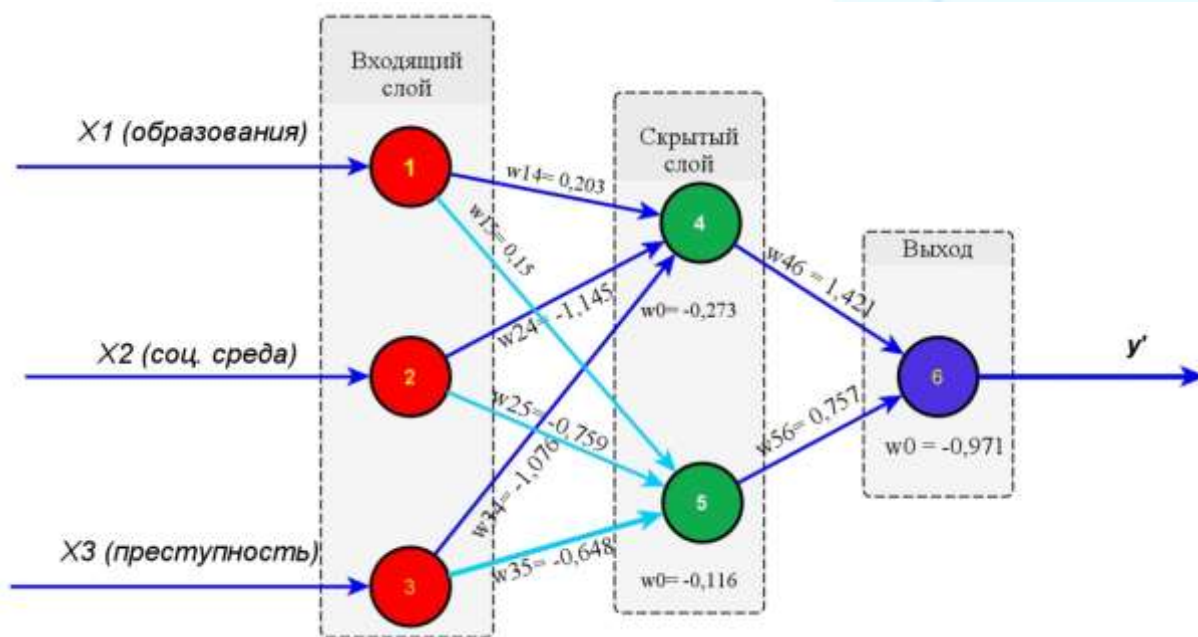 Входящий
слой
X1 (образования)
1
w14= 0,203
w15= 0,15
Скрытый
слой
4
w0= -0,273
w46 = 1,421
Выход
X2 (соц. среда)
2
w24= -1,145
w25= -0,759
6
y'
w0 = -0,971
w34= -1,076
w56= 0,757
5
X3 (преступность)
3
w35= -0,648
w0= -0,116